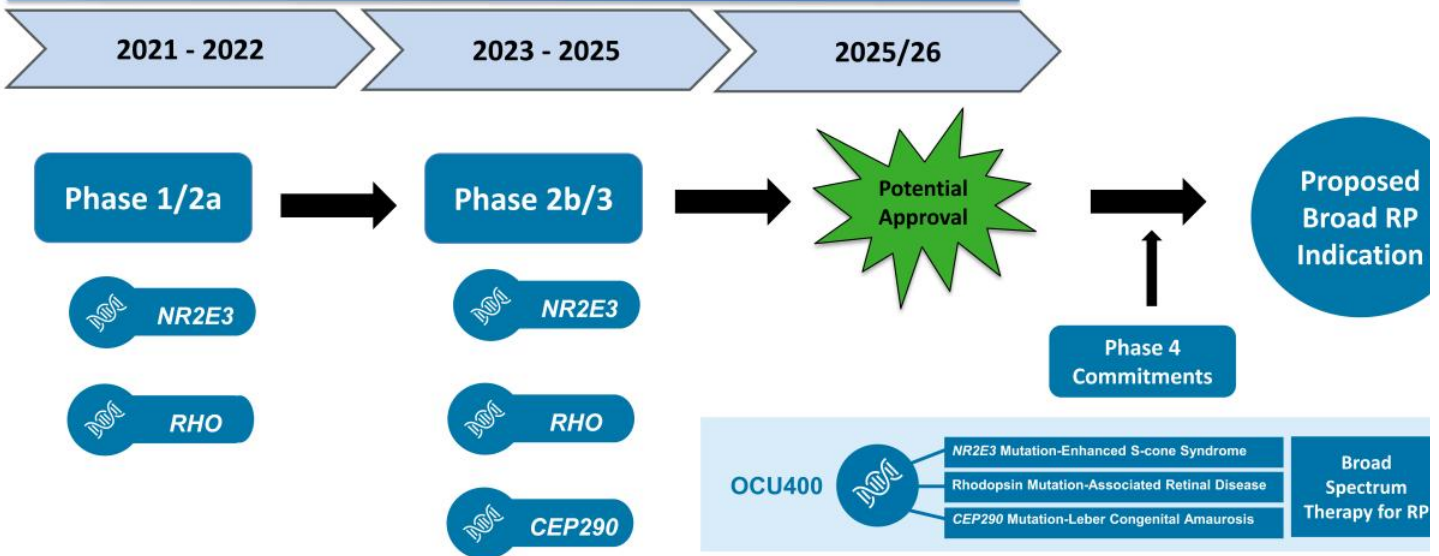 2021 - 2022
2023 - 2025
2025/26
Phase 1/2a
Phase 2b/3
Potential
Approval
Proposed
Broad RP
Indication
NR2E3
NR2E3
RHO
RHO
CEP290
Phase 4
Commitments
OCU400
NR2E3 Mutation-Enhanced S-cone Syndrome
Rhodopsin Mutation-Associated Retinal Disease
CEP290 Mutation-Leber Congenital Amaurosis
Broad
Spectrum
Therapy for RP